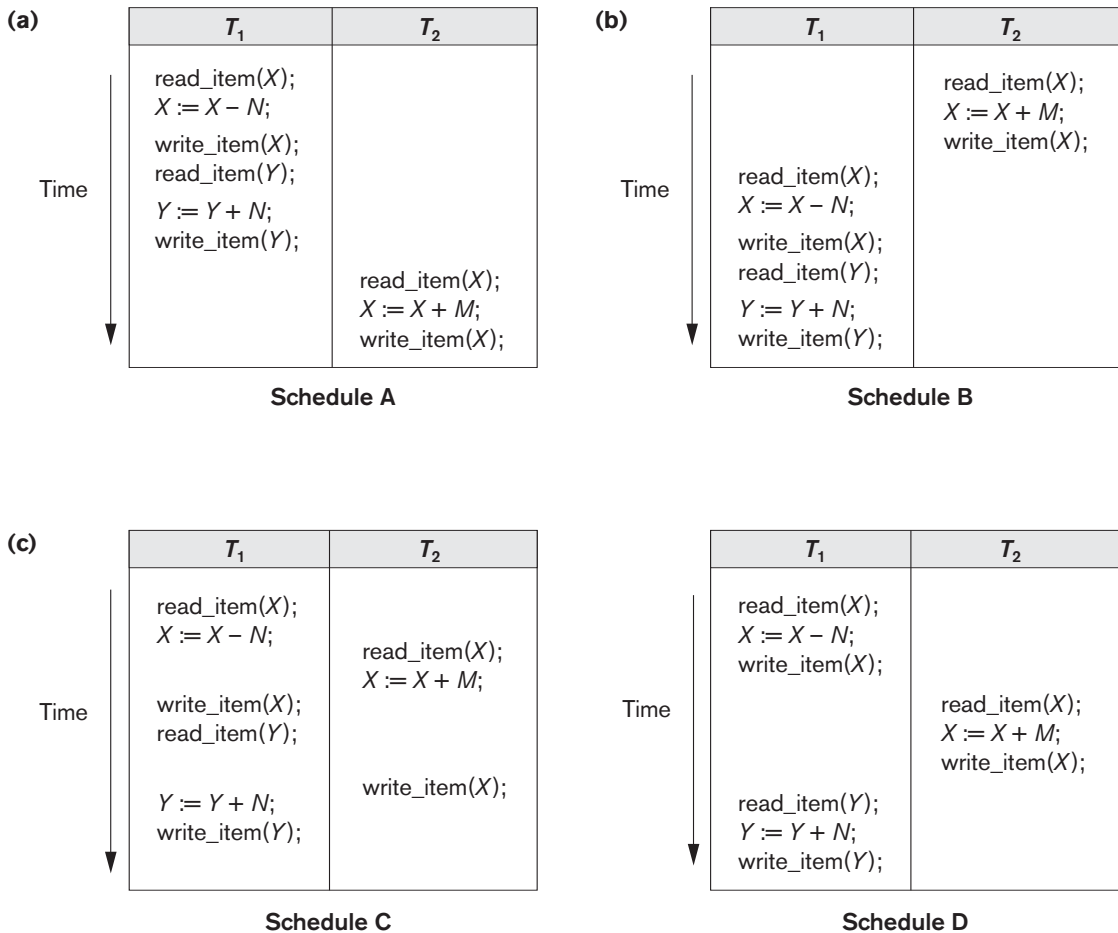 (a)
T1 T2
Time
read_item(X);
X := X – N;
write_item(X);
read_item(Y);
Y := Y + N;
write_item(Y);
read_item(X);
X := X + M;
write_item(X);
Schedule A
(b)
T1 T2
Time
read_item(X);
X := X + M;
write_item(X);
read_item(X);
X := X – N;
write_item(X);
read_item(Y);
Y := Y + N;
write_item(Y);
Schedule B
(c)
T1 T2
Time
read_item(X);
X := X – N;
read_item(X);
X := X + M;
write_item(X);
read_item(Y);
write_item(X);
Y := Y + N;
write_item(Y);
Schedule C
T1 T2
Time
read_item(X);
X := X – N;
write_item(X);
read_item(X);
X := X + M;
write_item(X);
read_item(Y);
Y := Y + N;
write_item(Y);
Schedule D